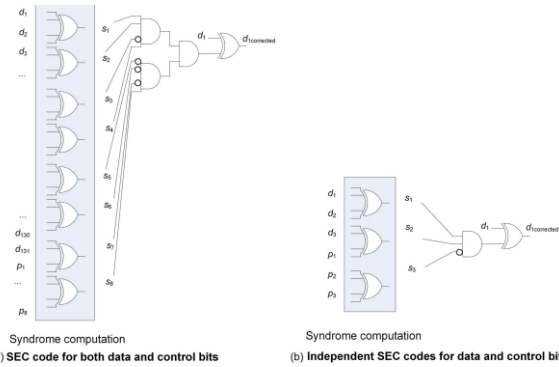 d1
d2
d3
...
...
d130
d131
p1
...
p8
s1
s2
s3
s4
s5
s6
s7
s8
d1
d1corrected
Syndrome computation
) SEC code for both data and control bits
d1
d2
d3
p1
p2
p3
s1
s2
s3
d1
d1corrected
Syndrome computation
(b) Independent SEC codes for data and control bi